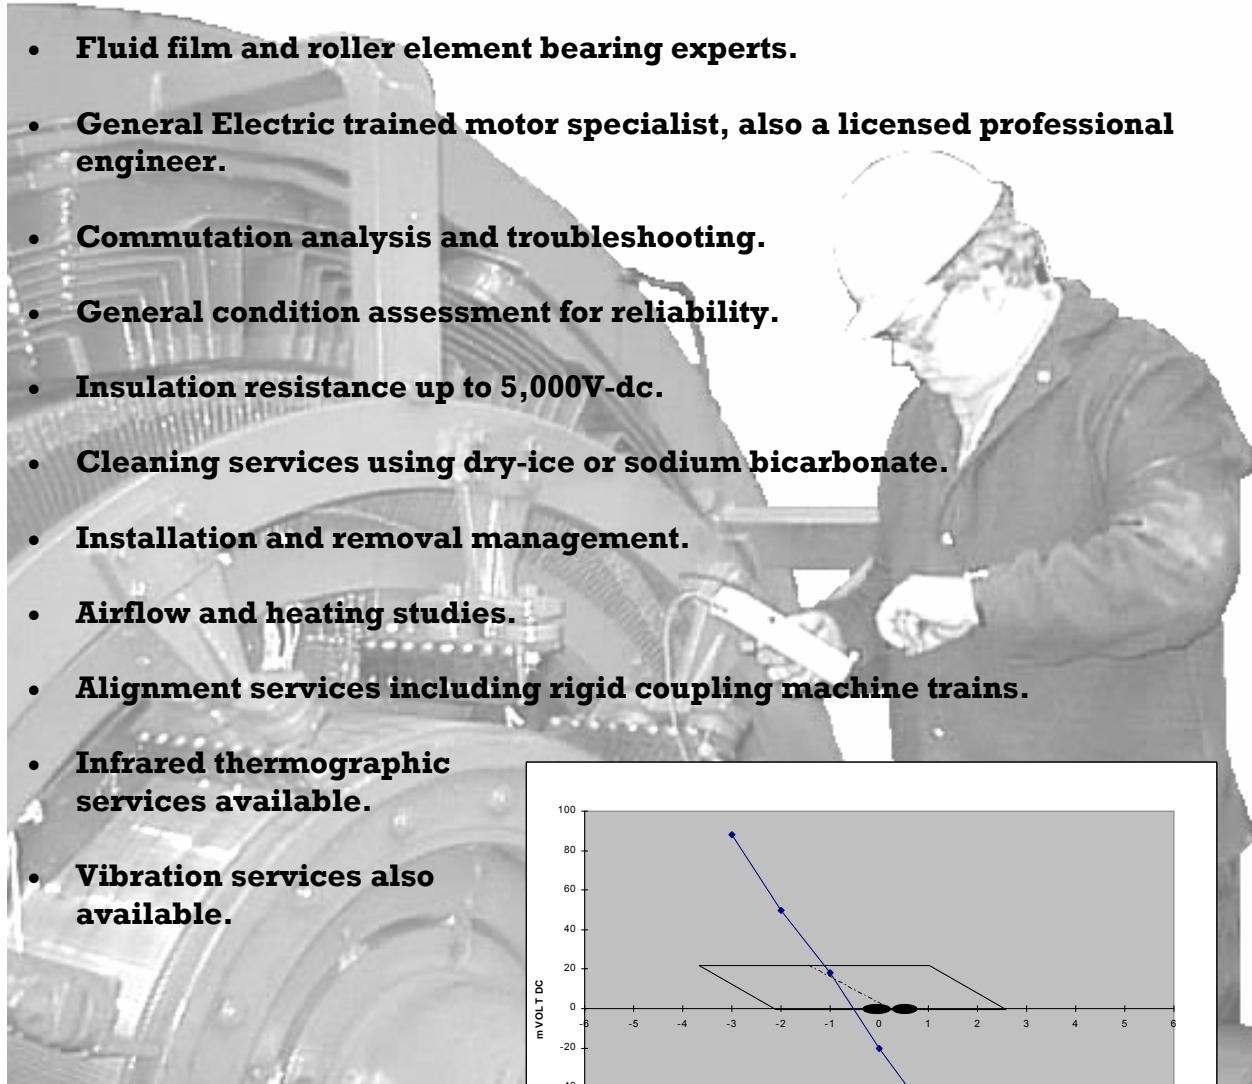 • Fluid film and roller element bearing experts.
• General Electric trained motor specialist, also a licensed professional
engineer.
• Commutation analysis and troubleshooting.
• General condition assessment for reliability.
• Insulation resistance up to 5,000V-dc.
• Cleaning services using dry-ice or sodium bicarbonate.
• Installation and removal management.
• Airflow and heating studies.
• Alignment services including rigid coupling machine trains.
• Infrared thermographic
services available.
• Vibration services also
available.
100
80
60
40
20
0
-20
-6 -5 -4 -3 -2 -1 0 1 2 3 4 5 6
mVOLT DC